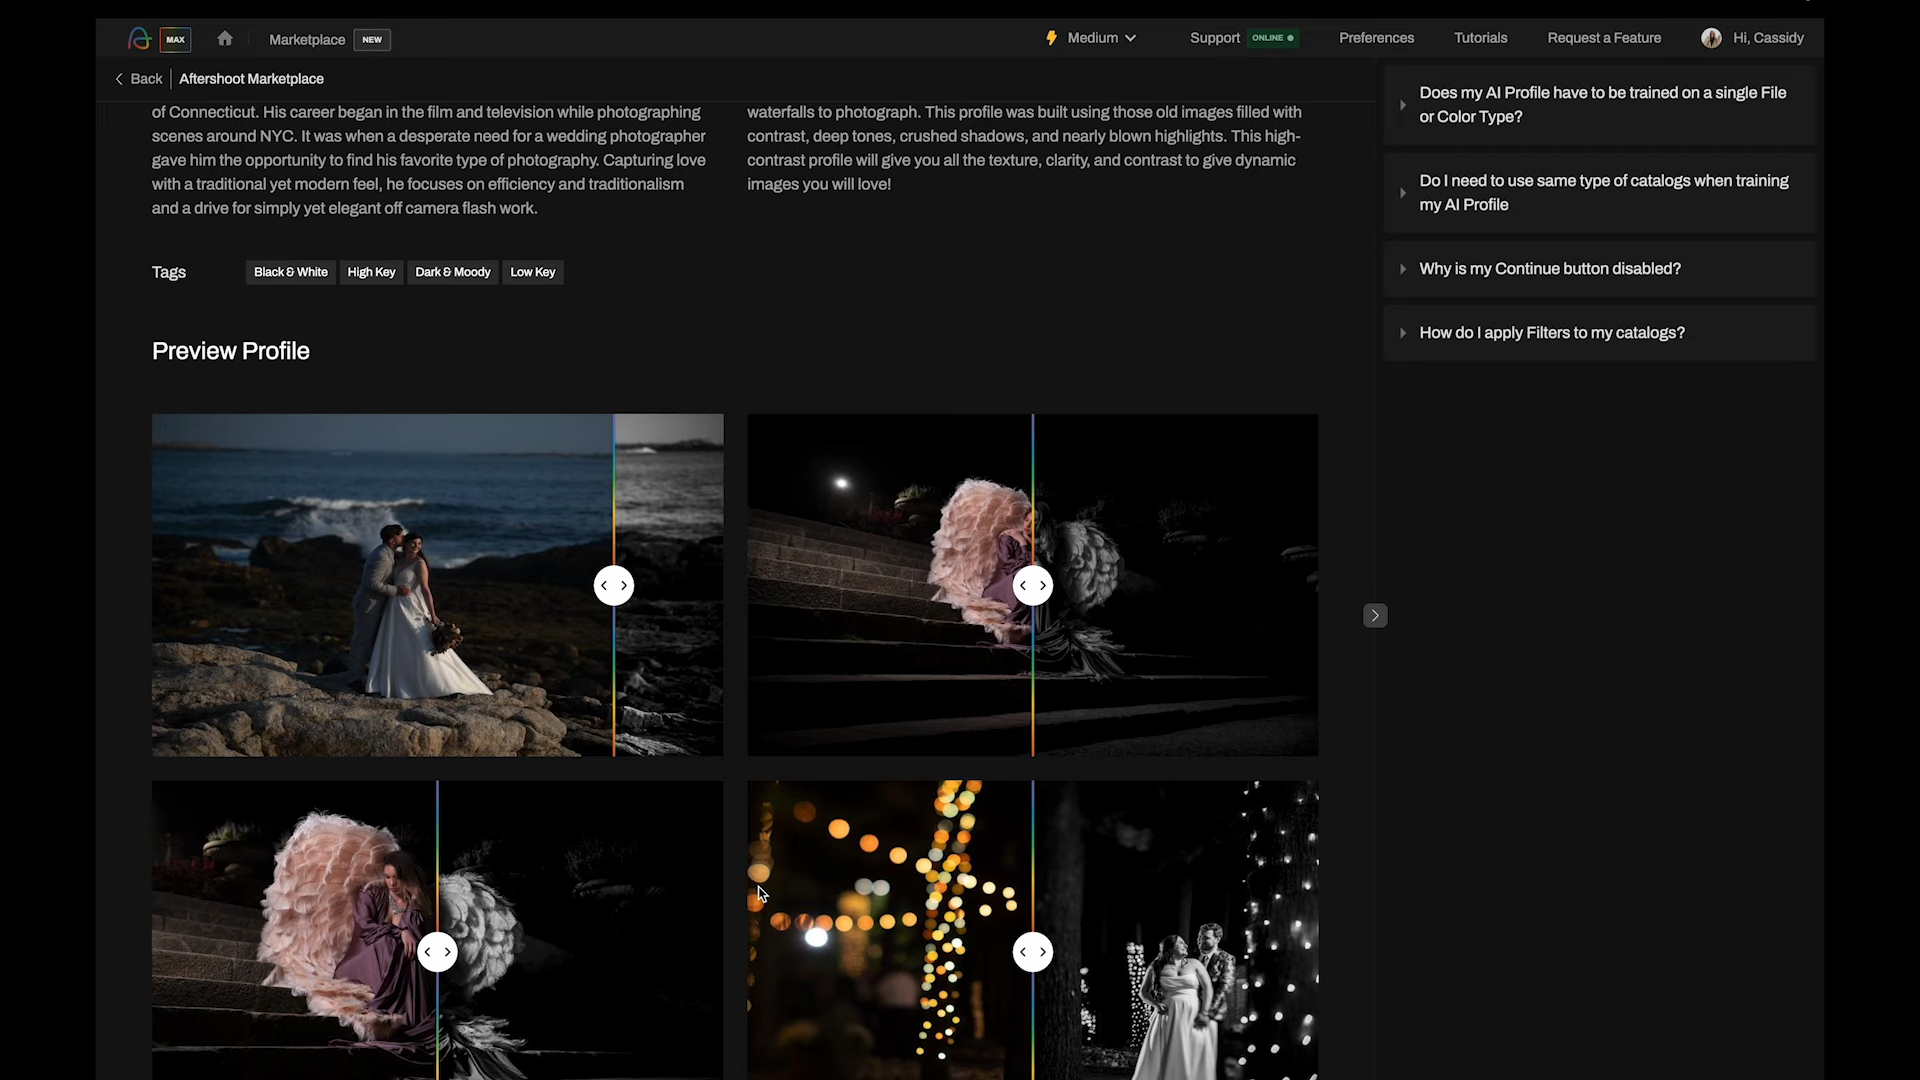 MAX
Marketplace NEW
Medium
Support ONLINE
Preferences
Tutorials
Request a Feature
Hi, Cassidy
Back
Aftershoot Marketplace
of Connecticut. His career began in the film and television while photographing
scenes around NYC. It was when a desperate need for a wedding photographer
gave him the opportunity to find his favorite type of photography. Capturing love
with a traditional yet modern feel, he focuses on efficiency and traditionalism
and a drive for simply yet elegant off camera flash work.
waterfalls to photograph. This profile was built using those old images filled with
contrast, deep tones, crushed shadows, and nearly blown highlights. This high-
contrast profile will give you all the texture, clarity, and contrast to give dynamic
images you will love!
Tags
Black & White
High Key
Dark & Moody
Low Key
Preview Profile
Does my AI Profile have to be trained on a single File
or Color Type?
Do I need to use same type of catalogs when training
my AI Profile
Why is my Continue button disabled?
How do I apply Filters to my catalogs?